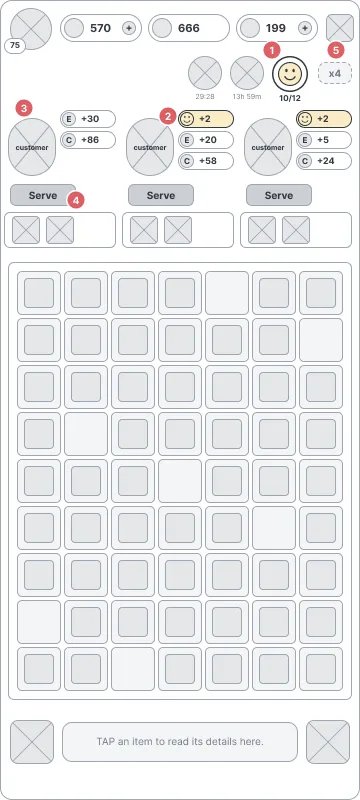 570 + 666 199 +
75
1 5
x4
29:28 13h 59m 10/12
3 2
E +30 +2 +2
C +86 E +20 E +5
customer customer customer
C +58 C +24
Serve Serve Serve
4
TAP an item to read its details here.